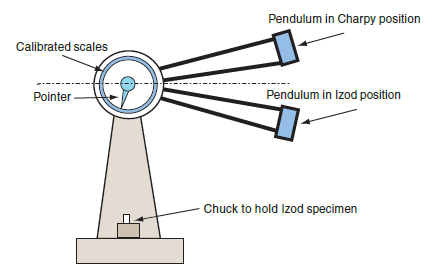 Pendulum in Charpy position
Calibrated scales
Pointer
Pendulum in Izod position
Chuck to hold Izod specimen